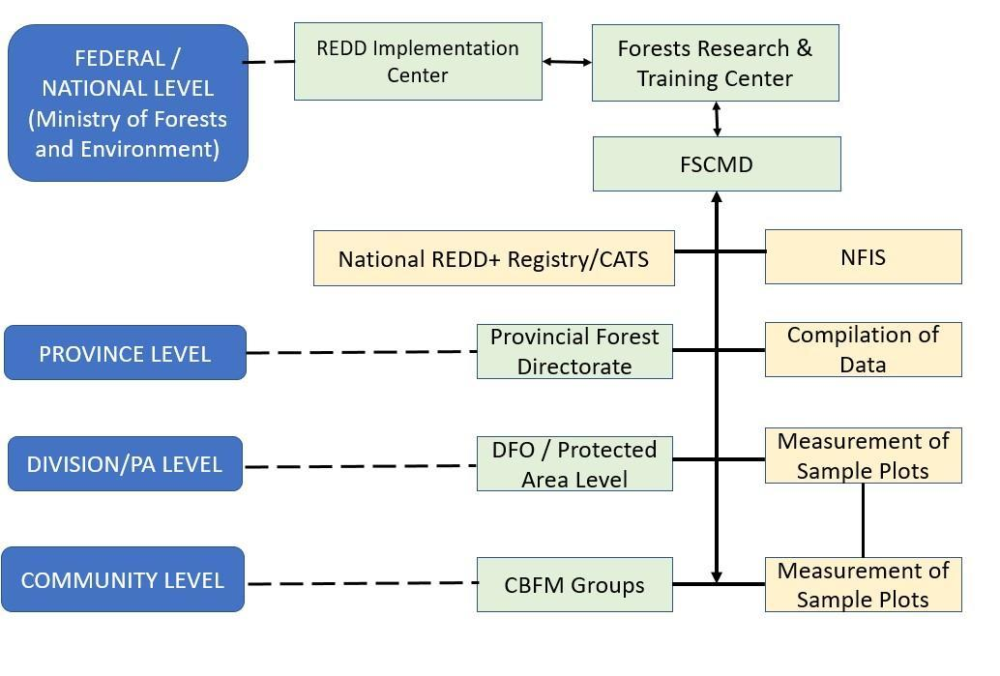 FEDERAL /
NATIONAL LEVEL
(Ministry of Forests
and Environment)
REDD Implementation
Center
Forests Research &
Training Center
FSCMD
National REDD+ Registry/CATS
NFIS
PROVINCE LEVEL
Provincial Forest
Directorate
Compilation of
Data
DIVISION/PA LEVEL
DFO / Protected
Area Level
Measurement of
Sample Plots
COMMUNITY LEVEL
CBFM Groups
Measurement of
Sample Plots